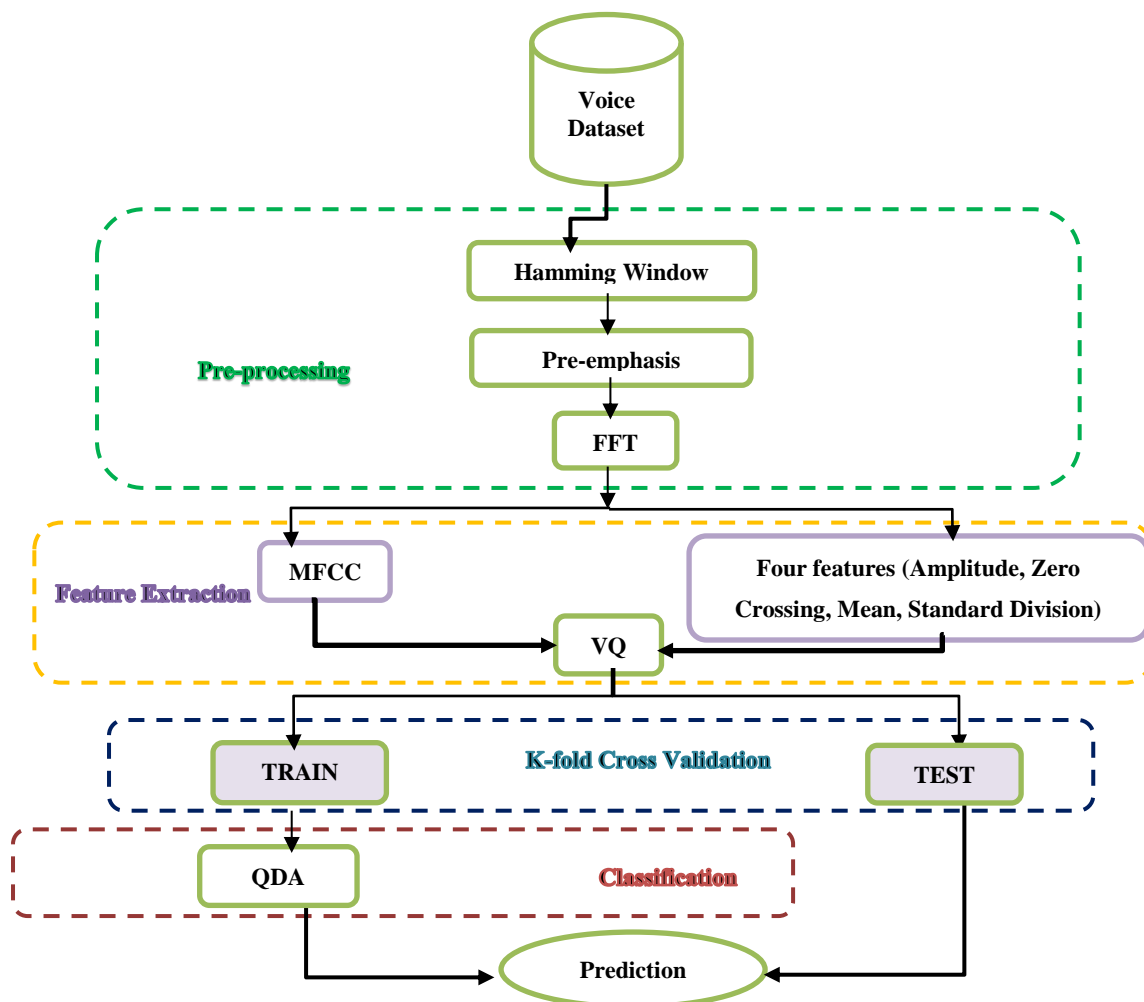 Voice
Dataset
Hamming Window
Pre-emphasis
Pre-processing
FFT
MFCC
Four features (Amplitude, Zero
Crossing, Mean, Standard Division)
Feature Extraction
VQ
TRAIN
K-fold Cross Validation
TEST
QDA
Classification
Prediction